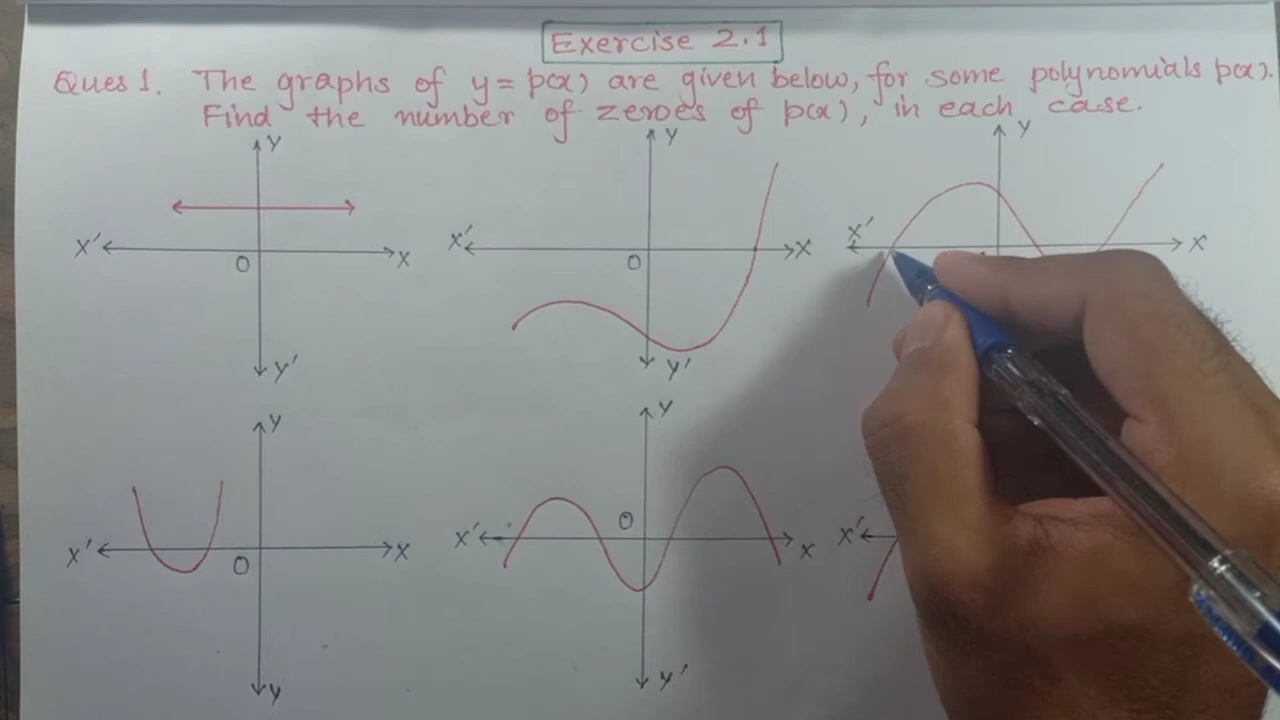 Exercise 2.1
Ques 1. The graphs of y = p(x) are given below, for some polynomials p(x).
Find the number of zeroes of p(x), in each case.
Y Y Y
X' O X X' O X X' X
Y' Y'
Y Y
X' O X X' O X X'
Y Y'